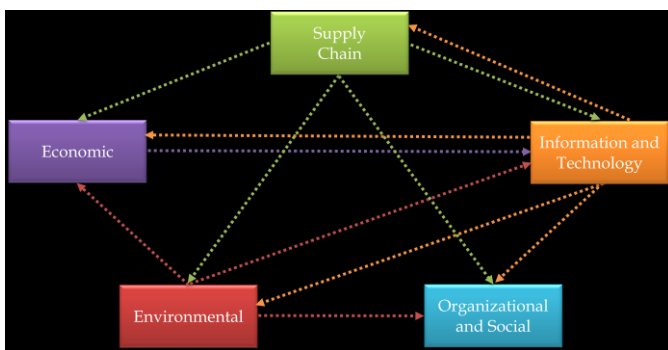 Supply
Chain
Economic
Information and
Technology
Environmental
Organizational
and Social